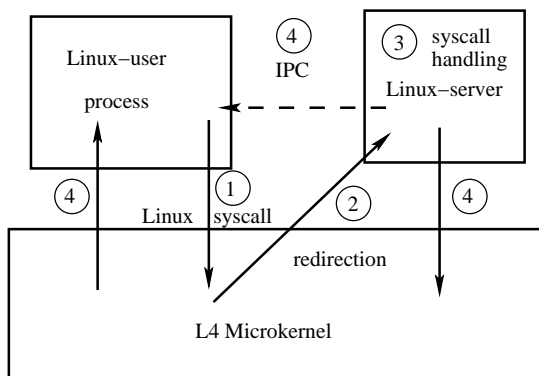 Linux−user
process
4
IPC
3
syscall
handling
Linux−server
4
1
Linux syscall
2
4
redirection
L4 Microkernel